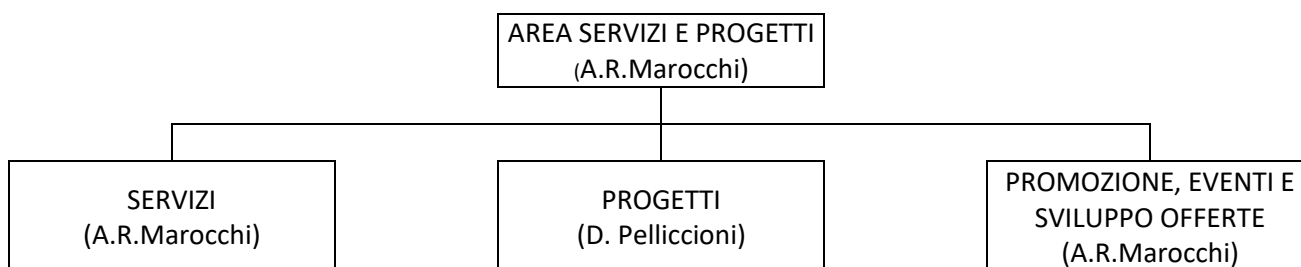 AREA SERVIZI E PROGETTI
(A.R.Marocchi)
SERVIZI
(A.R.Marocchi)
PROGETTI
(D. Pelliccioni)
PROMOZIONE, EVENTI E
SVILUPPO OFFERTE
(A.R.Marocchi)